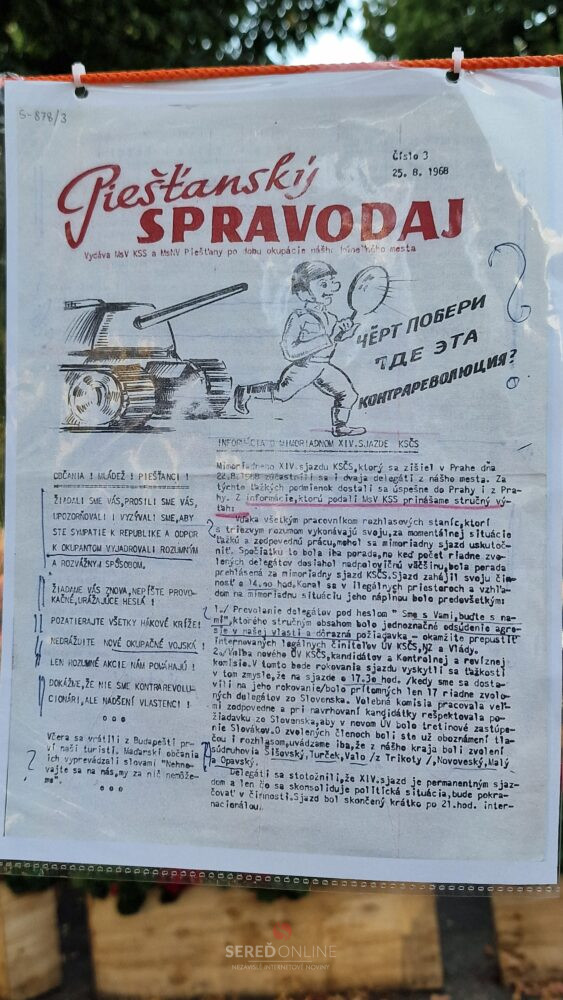 S-878/3
Číslo 3
25. 8. 1968
Piešťanský
SPRAVODAJ
Vydáva MsV KSS a MsNV Piešťany po dobu okupácie nášho kúpeľného mesta
ЧЁРТ ПОБЕРИ
ГДЕ ЭТА
КОНТРАРЕВОЛЮЦИЯ?
OBČANIA ! MLÁDEŽ ! PIEŠŤANCI !
ŽIADALI SME VÁS,PROSILI SME VÁS,
UPOZORŇOVALI I VYZÝVALI SME,ABY
STE SYMPATIE K REPUBLIKE A ODPOR
K OKUPANTOM VYJADROVALI ROZUMNÝM
A ROZVÁŽNYM SPÔSOBOM.
ŽIADAME VÁS ZNOVA,NEPÍŠTE PROVO-
KAČNÉ,URÁŽAJÚCE HESLÁ !
POZATIERAJTE VŠETKY HÁKOVÉ KRÍŽE!
NEDRÁŽDITE NOVÉ OKUPAČNÉ VOJSKÁ !
LEN ROZUMNÉ AKCIE NÁM POMÁHAJÚ !
DOKÁŽME,ŽE NIE SME KONTRAREVOLU-
CIONÁRI,ALE NADŠENÍ VLASTENCI !
o o o
Včera sa vrátili z Budapešti pr-
ví naši turisti. Maďarskí občania
ich vyprevádzali slovami "Nehne-
vajte sa na nás,my za nič nemôže-
me".
o o o
INFORMÁCIA O MIMORIADNOM XIV.SJAZDE KSČS
Mimoriadneho XIV.sjazdu KSČS,ktorý sa zišiel v Prahe dňa
22.8.1968 zúčastnili sa i dvaja delegáti z nášho mesta. Za
týchto ťažkých podmienok dostali sa úspešne do Prahy i z Pra-
hy. Z informácie,ktorú podali MsV KSS prinášame stručný vý-
ťah:
Vďaka všetkým pracovníkom rozhlasových staníc,ktorí
s triezvym rozumom vykonávajú svoju,za momentálnej situácie
ťažkú a zodpovednú prácu,mohol sa mimoriadny sjazd uskutoč-
niť. Spočiatku to bola iba porada,no keď počet riadne zvo-
lených delegátov dosiahol nadpolovičnú väčšinu,bola porada
prehlásená za mimoriadny sjazd KSČS.Sjazd zahájil svoju čin-
nosť o 14.00 hod.Konal sa v ilegálnych priestoroch a vzhľa-
dom na mimoriadnu situáciu jeho náplňou bolo predovšetkým:
1./ Prevolanie delegátov pod heslom " Sme s Vami,buďte s na-
mi",ktorého stručným obsahom bolo jednoznačné odsúdenie agre-
sie v našej vlasti a dôrazná požiadavka - okamžite prepustiť
internovaných legálnych činiteľov ÚV KSČS,NZ a Vlády.
2./Voľba nového ÚV KSČS,kandidátov a Kontrolnej a revíznej
komisie.V tomto bode rokovania sjazdu vyskytli sa ťažkosti
v tom zmysle,že na sjazde o 17.30 hod. /kedy sme sa dosta-
vili na jeho rokovanie/bolo prítomných len 17 riadne zvole-
ných delegátov zo Slovenska. Volebná komisia pracovala veľ-
mi zodpovedne a pri navrhovaní kandidátky rešpektovala po-
žiadavku zo Slovenska,aby v novom ÚV bolo tretinové zastúpe-
nie Slovákov.O zvolených členoch boli ste už oboznámení tla-
čou i rozhlasom,uvádzame iba,že z nášho kraja boli zvolení
súdruhovia Šišovský,Turček,Valo /z Trikoty /,Novoveský,Malý
a Opavský.
Delegáti sa stotožnili,že XIV.sjazd je permanentným sjaz-
dom a len čo sa skonsoliduje politická situácia,bude pokra-
čovať v činnosti.Sjazd bol skončený krátko po 21.hod. inter-
nacionálou.
SEREĎONLINE
MESTSKÉ INTERNETOVÉ NOVINY